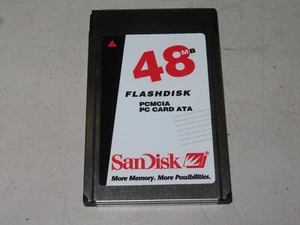 48MB
FLASHDISK
PCMCIA
PC CARD ATA
SanDisk
More Memory. More Possibilities.